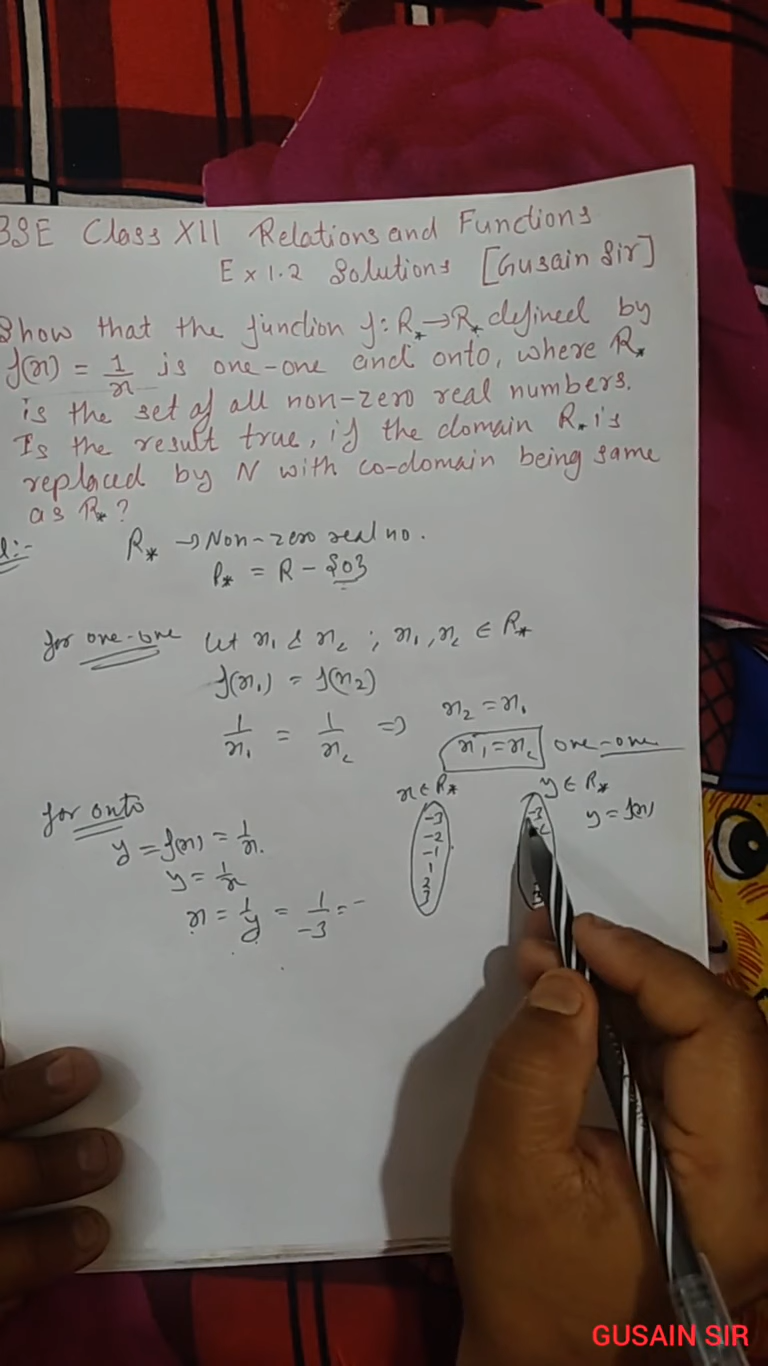 BSE Class XII Relations and Functions
Ex 1.2 Solutions [Gusain Sir]
Show that the function f: R* → R* defined by
f(x) = 1/x is one-one and onto, where R*
is the set of all non-zero real numbers.
Is the result true, if the domain R* is
replaced by N with co-domain being same
as R*?
R* → Non-zero real no.
R* = R - {0}
for one-one Let x₁ & x₂ ; x₁, x₂ ∈ R*
f(x₁) = f(x₂)
1/x₁ = 1/x₂ ⇒ x₂ = x₁
x₁ = x₂ one-one
for onto
x ∈ R* y ∈ R*
y = f(x) = 1/x.
y = 1/x
x = 1/y = 1/-3 = -
-3
-2
-1
1
2
3
-3
y = f(x)
GUSAIN SIR